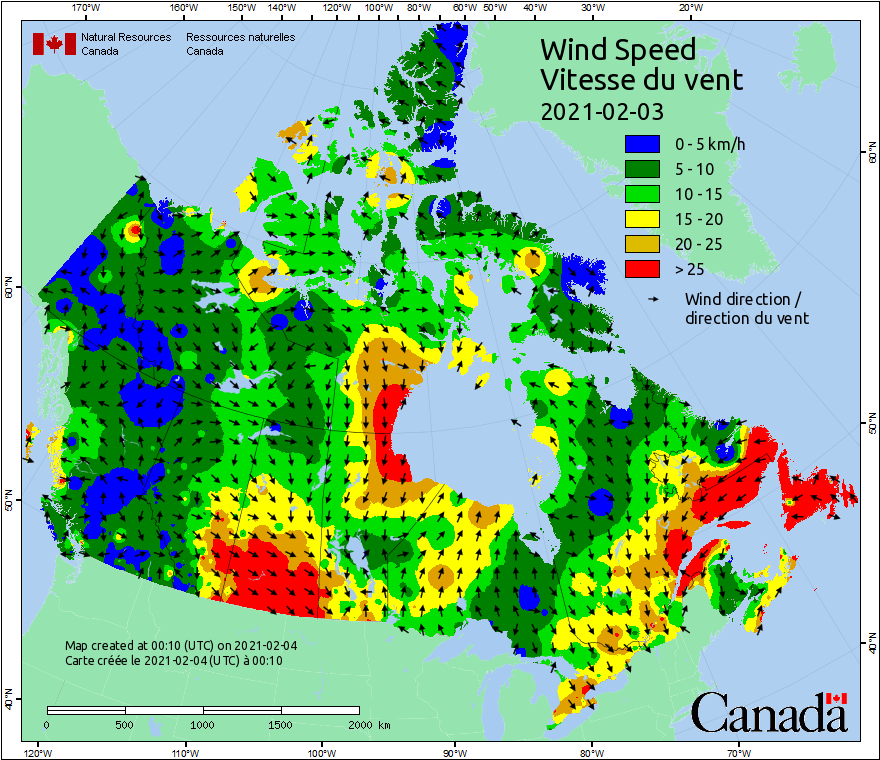 170°W 160°W 150°W 140°W 130°W 120°W 110°W 100°W 90°W 80°W 70°W 60°W 50°W 40°W 30°W 20°W
Natural Resources Ressources naturelles
Canada Canada
Wind Speed
Vitesse du vent
2021-02-03
0 - 5 km/h
5 - 10
10 - 15
15 - 20
20 - 25
> 25
Wind direction /
direction du vent
60°N
60°N
50°N
50°N
40°N
40°N
Map created at 00:10 (UTC) on 2021-02-04
Carte créée le 2021-02-04 (UTC) à 00:10
0 500 1000 1500 2000 km
Canada
120°W 110°W 100°W 90°W 80°W 70°W